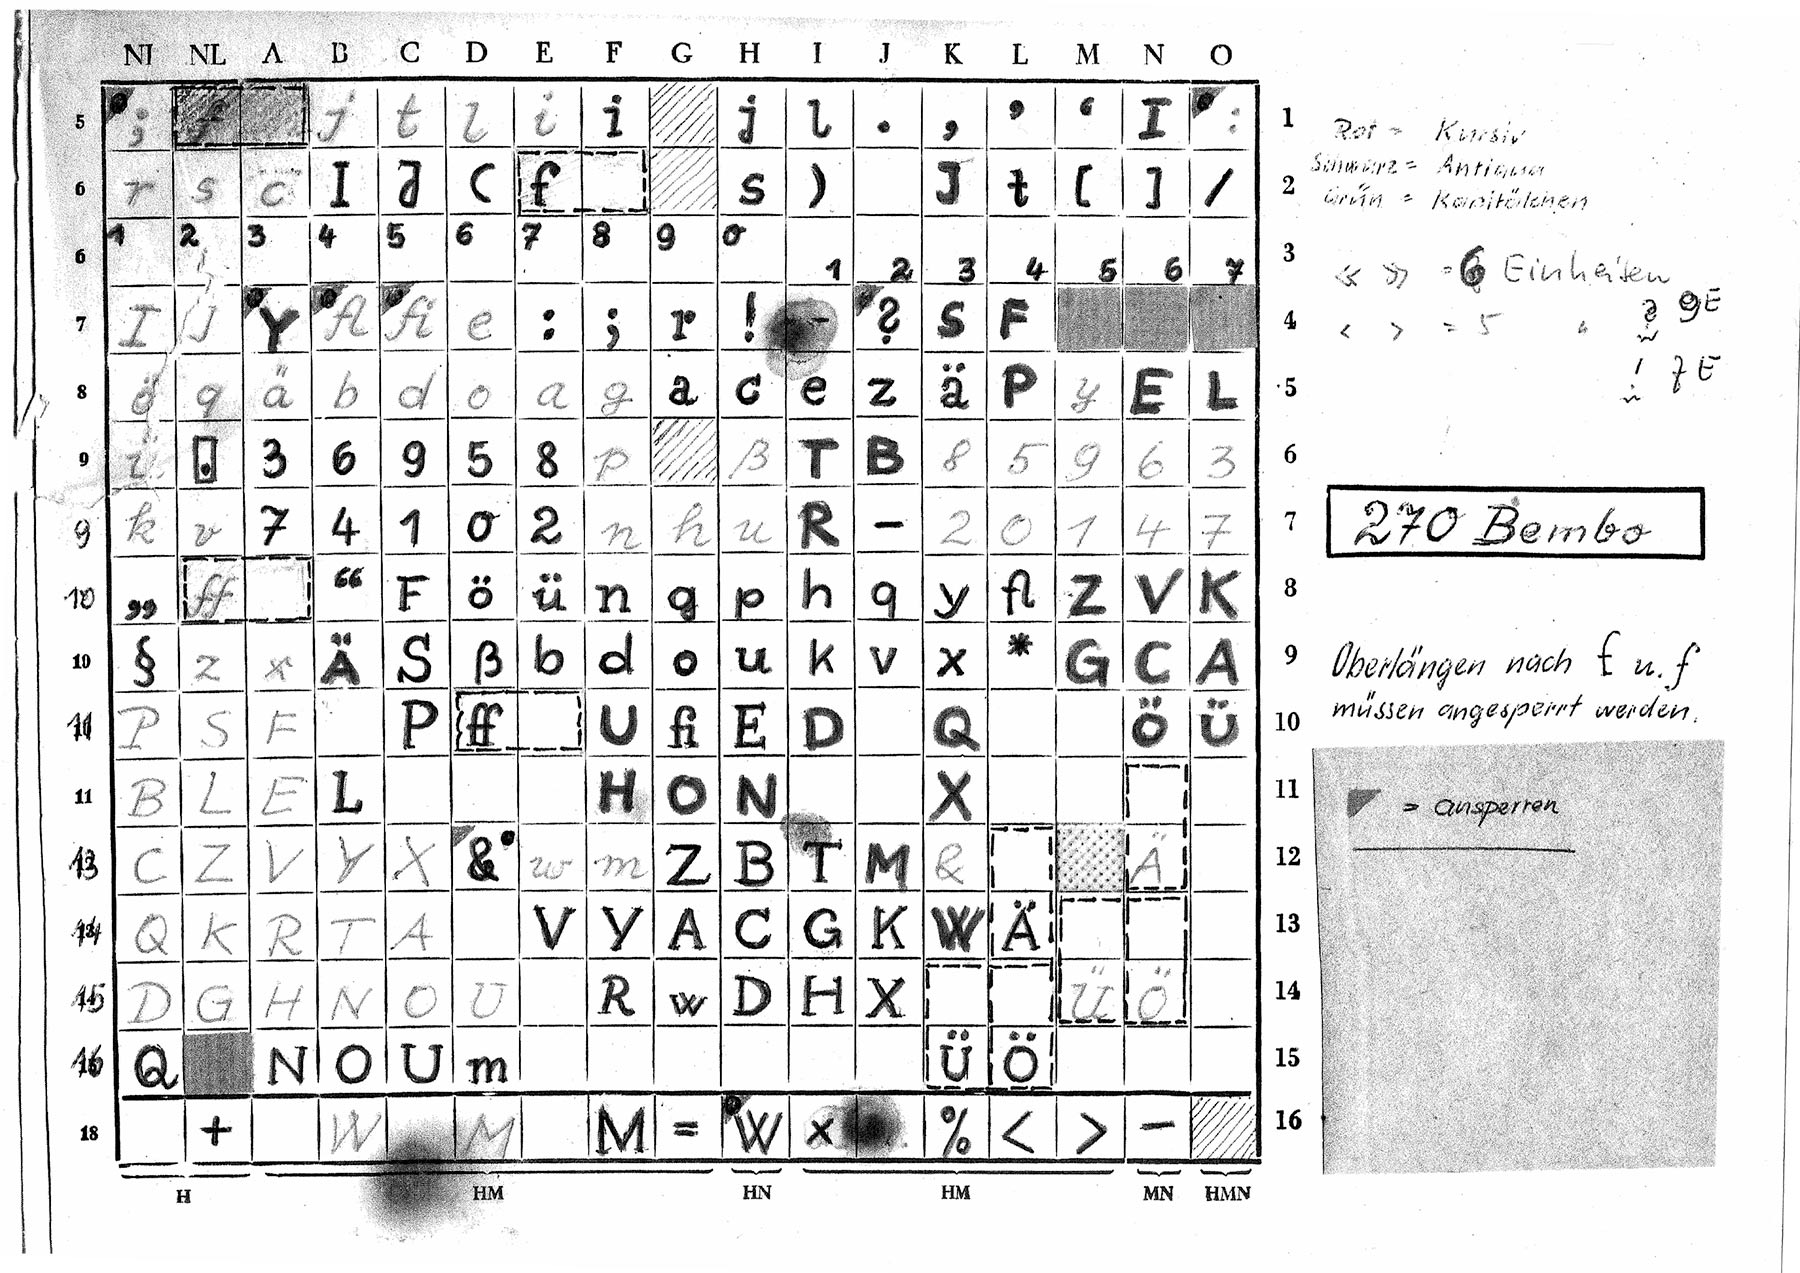 NI NL A B C D E F G H I J K L M N O
5 ; f j t l i i j l . , ’ ‘ I : 1
6 r s c I J ( f s ) J t [ ] / 2
6 1 2 3 4 5 6 7 8 9 0 1 2 3 4 5 6 7 3
7 I J Y fl fi e : ; r ! - ? S F 4
8 ö q ä b d o a g a c e z ä P y E L 5
9 ï . 3 6 9 5 8 p ß T B 8 5 9 6 3 6
9 k v 7 4 1 0 2 n h u R – 2 0 1 4 7 7
10 „ ff “ F ö ü n g p h q y fl Z V K 8
10 § z x Ä S ß b d o u k v x * G C A 9
11 P S F P ff U fi E D Q Ö Ü 10
11 B L E L H O N X 11
13 C Z V Y X & w m Z B T M & Ä 12
14 Q K R T A V Y A C G K W Ä 13
15 D G H N O U R w D H X Ü Ö 14
16 Q N O U m Ü Ö 15
18 + W M M = W x % < > – 16
H HM HN HM MN HMN
Rot = Kursiv
Schwarz = Antiqua
Grün = Kapitälchen
« » = 6 Einheiten
‹ › = 5 " ? 9E
! 7E
270 Bembo
Oberlängen nach f u. f
müssen angesperrt werden.
= ansperren